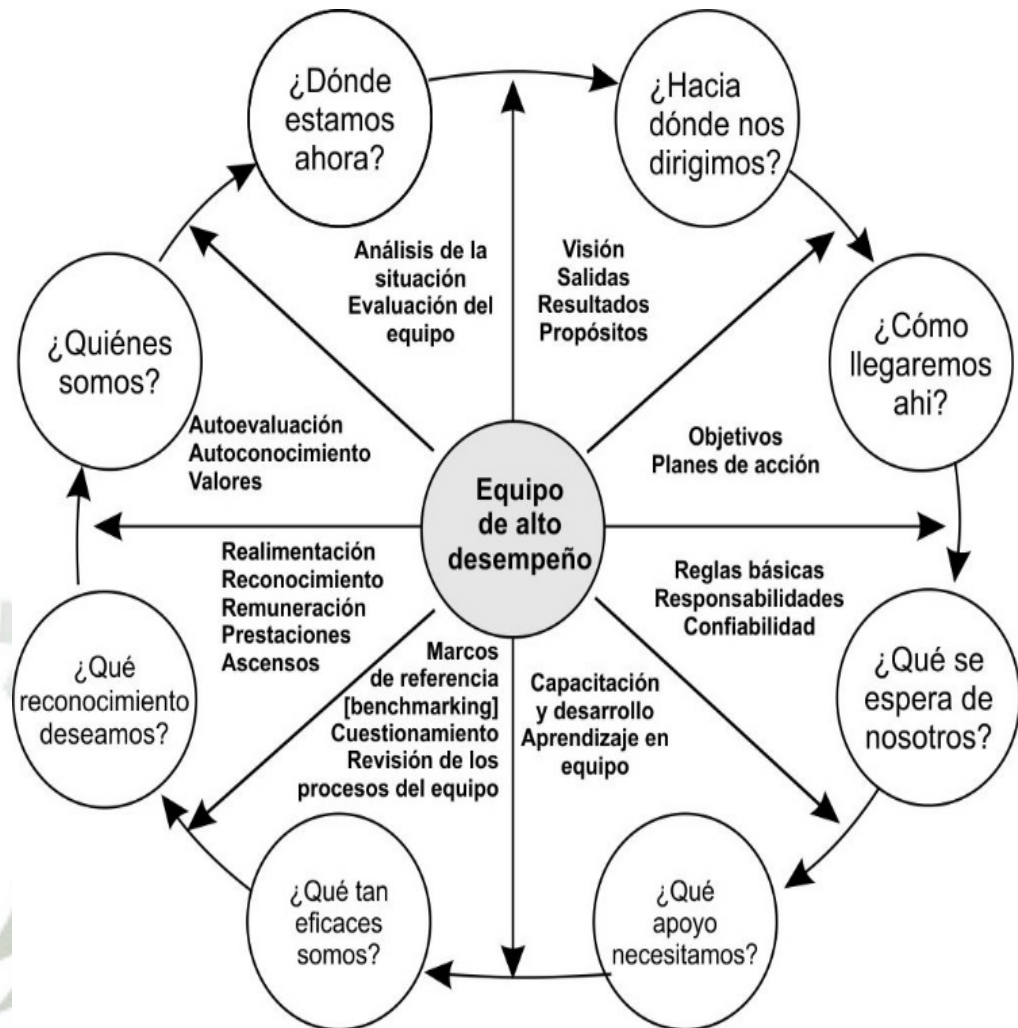 ¿Dónde
estamos
ahora?
¿Hacia
dónde nos
dirigimos?
¿Cómo
llegaremos
ahi?
¿Qué se
espera de
nosotros?
¿Qué
apoyo
necesitamos?
¿Qué tan
eficaces
somos?
¿Qué
reconocimiento
deseamos?
¿Quiénes
somos?
Análisis de la
situación
Evaluación del
equipo
Visión
Salidas
Resultados
Propósitos
Objetivos
Planes de acción
Reglas básicas
Responsabilidades
Confiabilidad
Capacitación
y desarrollo
Aprendizaje en
equipo
Marcos
de referencia
[benchmarking]
Cuestionamiento
Revisión de los
procesos del equipo
Realimentación
Reconocimiento
Remuneración
Prestaciones
Ascensos
Autoevaluación
Autoconocimiento
Valores
Equipo
de alto
desempeño